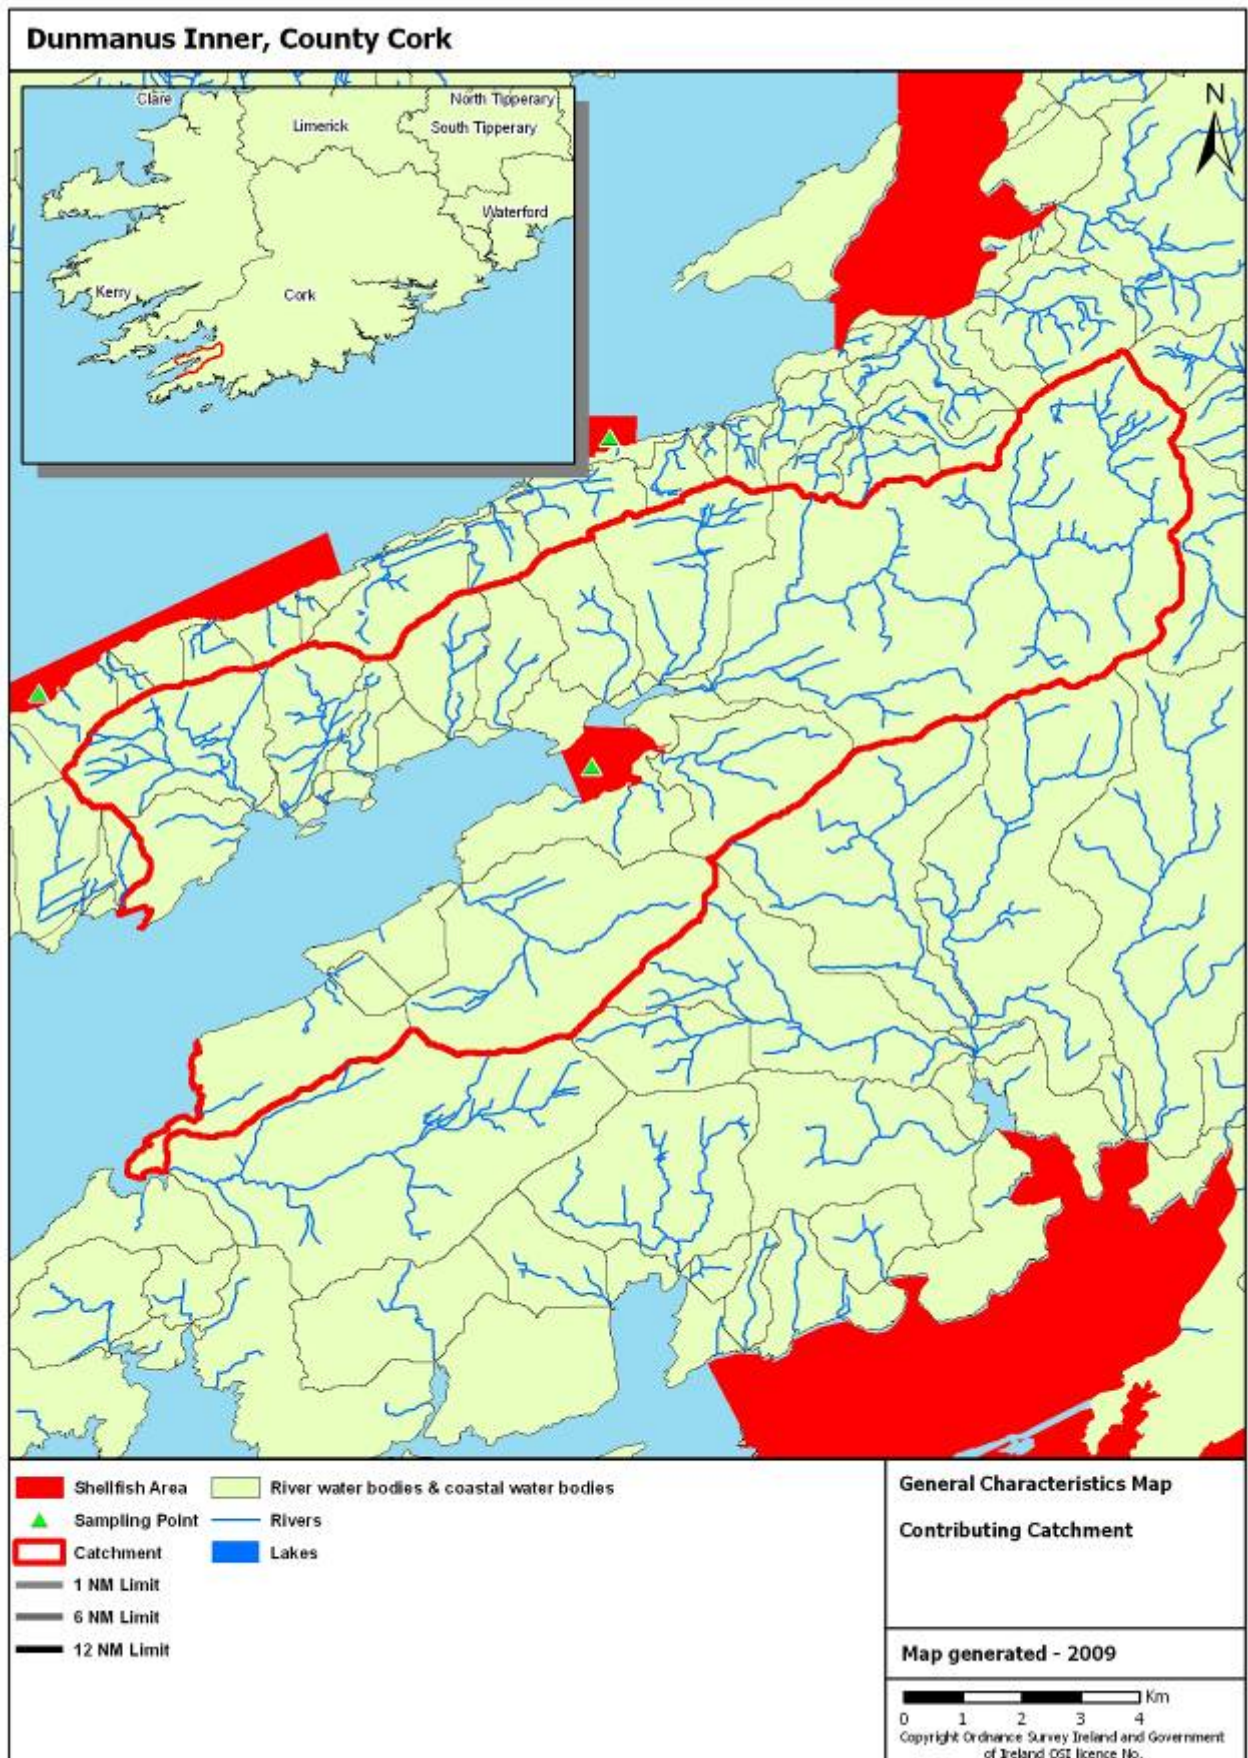 Dunmanus Inner, County Cork
N
Clare
North Tipperary
Limerick
South Tipperary
Waterford
Kerry
Cork
Shellfish Area
River water bodies & coastal water bodies
Sampling Point
Rivers
Catchment
Lakes
1 NM Limit
6 NM Limit
12 NM Limit
General Characteristics Map
Contributing Catchment
Map generated - 2009
Km
0 1 2 3 4
Copyright Ordnance Survey Ireland and Government
of Ireland OSI licence No.